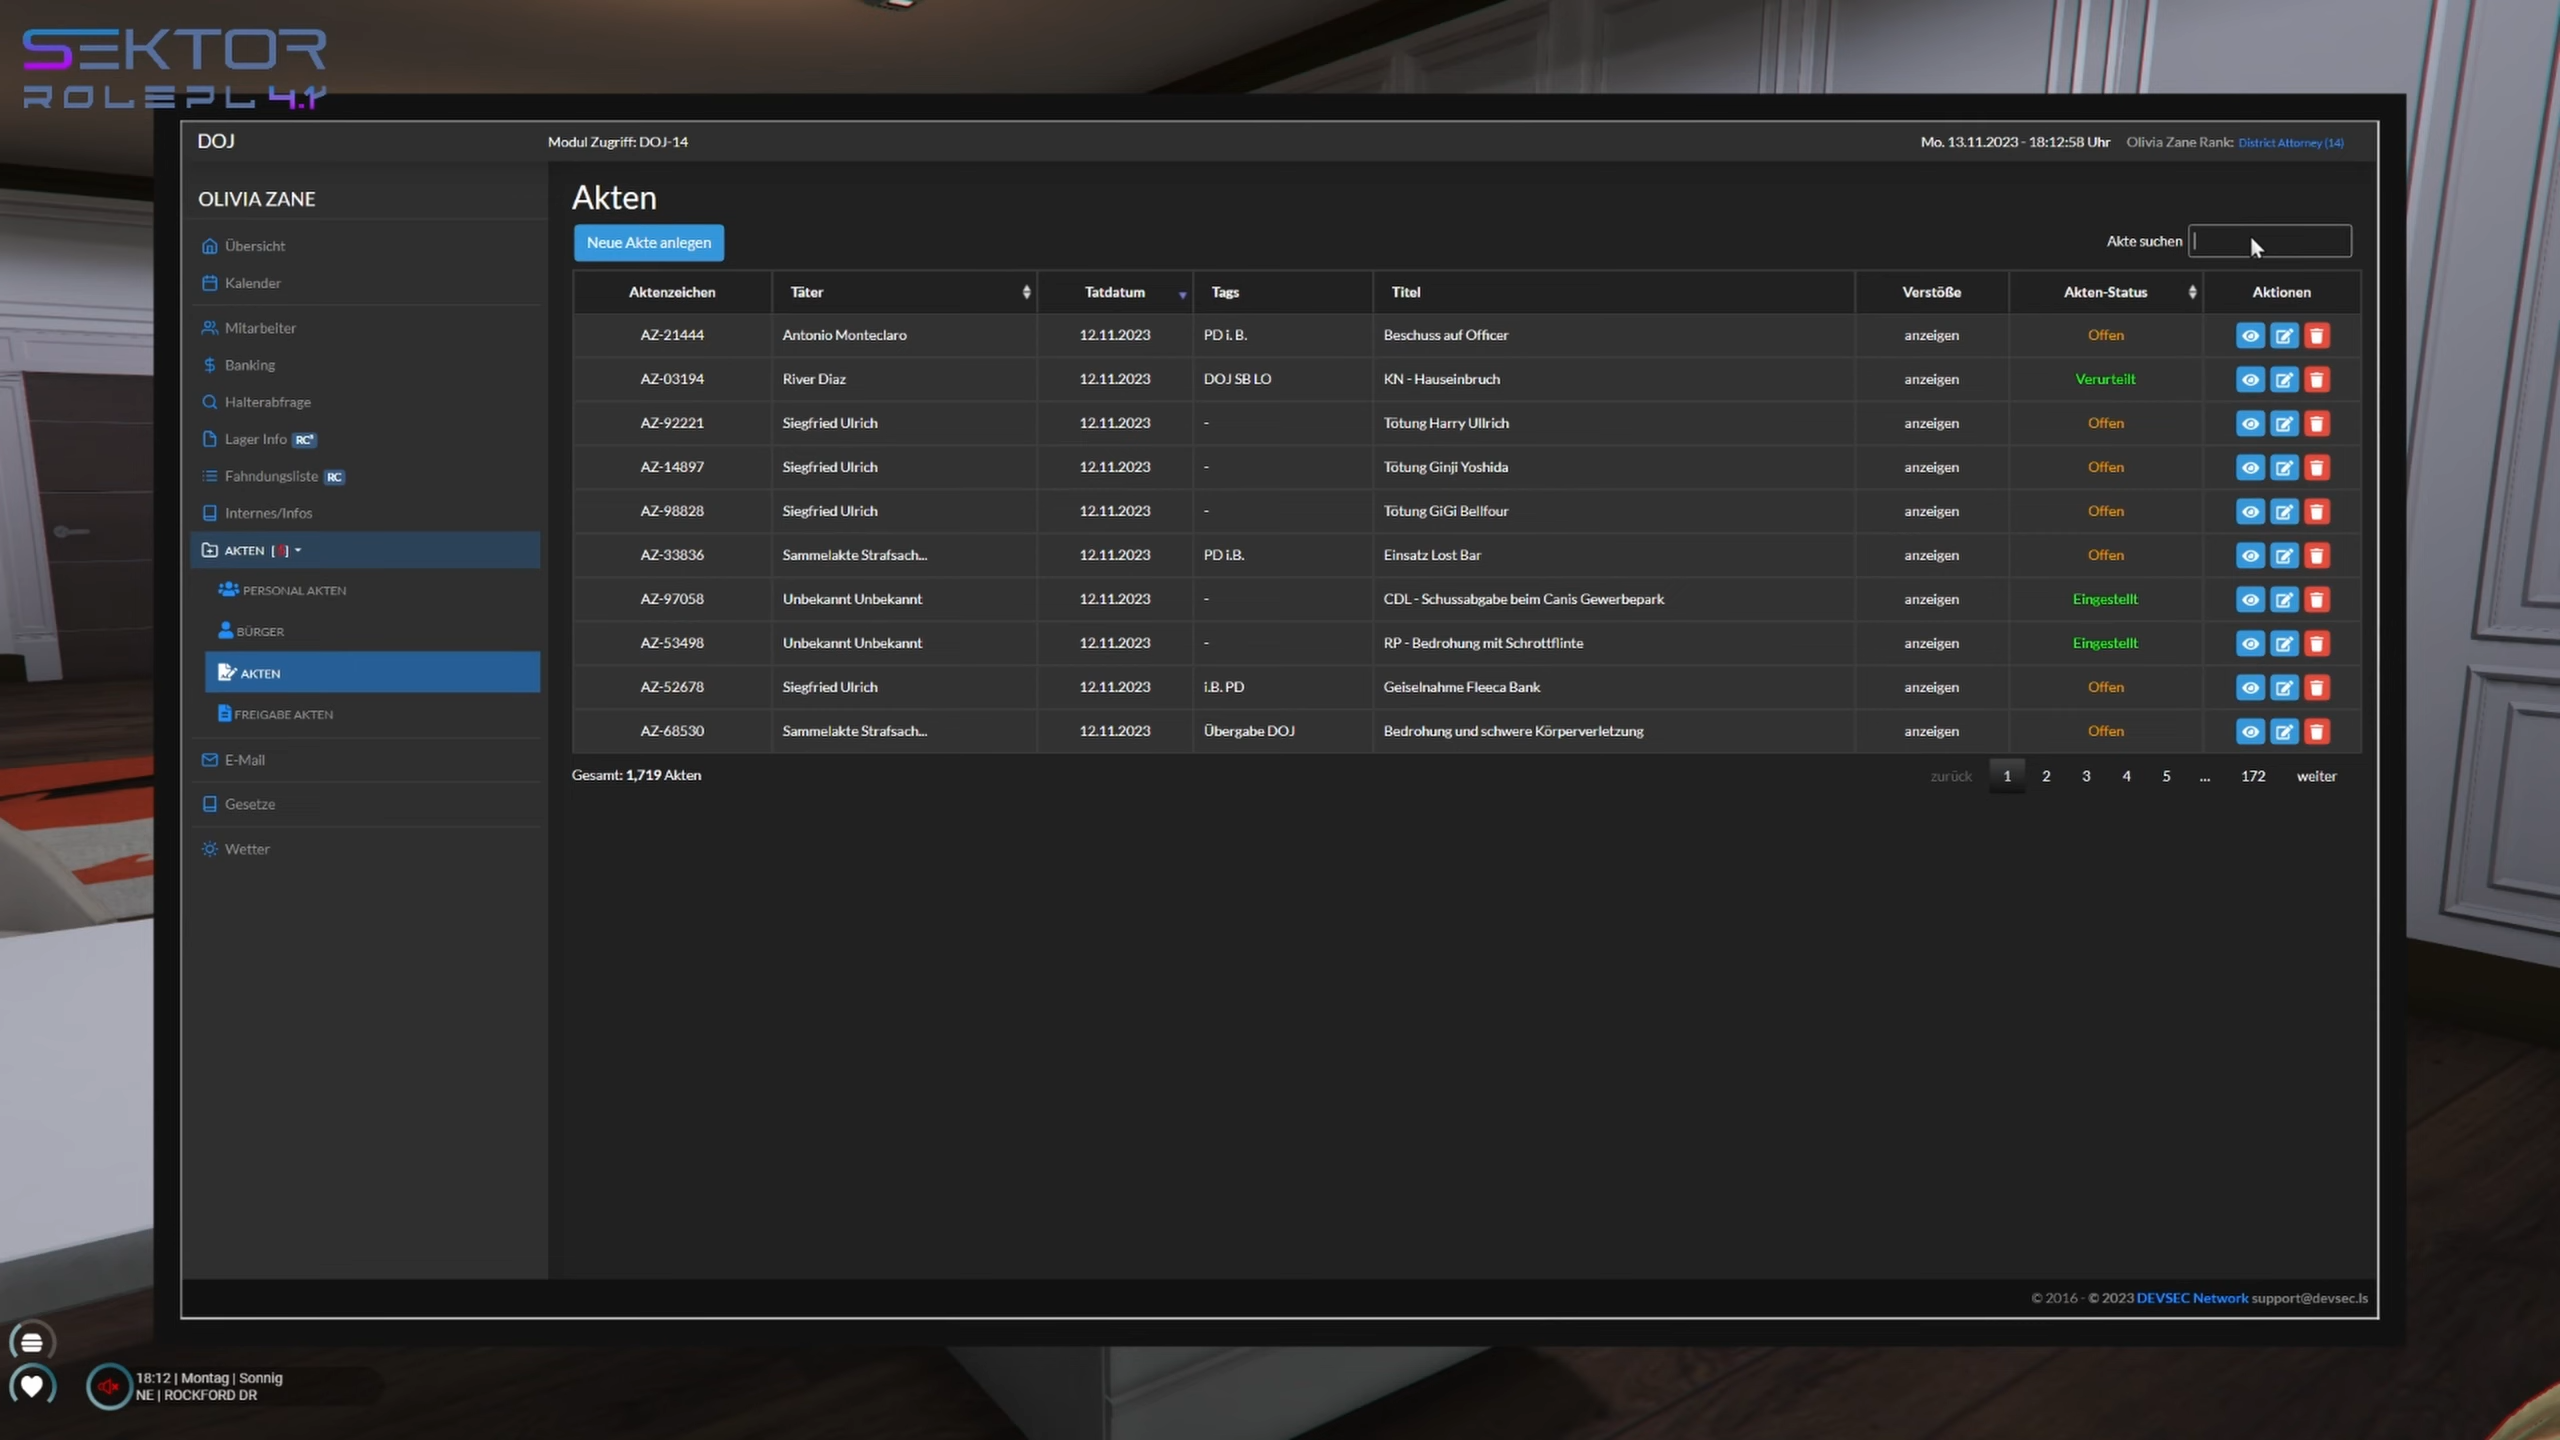 SEKTOR
ROLEPL4.Y
DOJ
Modul Zugriff: DOJ-14
Mo. 13.11.2023 - 18:12:58 Uhr Olivia Zane Rank: District Attorney (14)
OLIVIA ZANE
Übersicht
Kalender
Mitarbeiter
Banking
Halterabfrage
Lager Info RC²
Fahndungsliste RC
Internes/Infos
AKTEN [ ]
PERSONAL AKTEN
BÜRGER
AKTEN
FREIGABE AKTEN
E-Mail
Gesetze
Wetter
Akten
Neue Akte anlegen
Akte suchen
Aktenzeichen Täter Tatdatum Tags Titel Verstöße Akten-Status Aktionen
AZ-21444 Antonio Monteclaro 12.11.2023 PD i. B. Beschuss auf Officer anzeigen Offen
AZ-03194 River Diaz 12.11.2023 DOJ SB LO KN - Hauseinbruch anzeigen Verurteilt
AZ-92221 Siegfried Ulrich 12.11.2023 - Tötung Harry Ullrich anzeigen Offen
AZ-14897 Siegfried Ulrich 12.11.2023 - Tötung Ginji Yoshida anzeigen Offen
AZ-98828 Siegfried Ulrich 12.11.2023 - Tötung GiGi Bellfour anzeigen Offen
AZ-33836 Sammelakte Strafsach... 12.11.2023 PD i.B. Einsatz Lost Bar anzeigen Offen
AZ-97058 Unbekannt Unbekannt 12.11.2023 - CDL - Schussabgabe beim Canis Gewerbepark anzeigen Eingestellt
AZ-53498 Unbekannt Unbekannt 12.11.2023 - RP - Bedrohung mit Schrottflinte anzeigen Eingestellt
AZ-52678 Siegfried Ulrich 12.11.2023 i.B. PD Geiselnahme Fleeca Bank anzeigen Offen
AZ-68530 Sammelakte Strafsach... 12.11.2023 Übergabe DOJ Bedrohung und schwere Körperverletzung anzeigen Offen
Gesamt: 1,719 Akten
zurück 1 2 3 4 5 ... 172 weiter
© 2016 - © 2023 DEVSEC Network support@devsec.ls
18:12 | Montag | Sonnig
NE | ROCKFORD DR